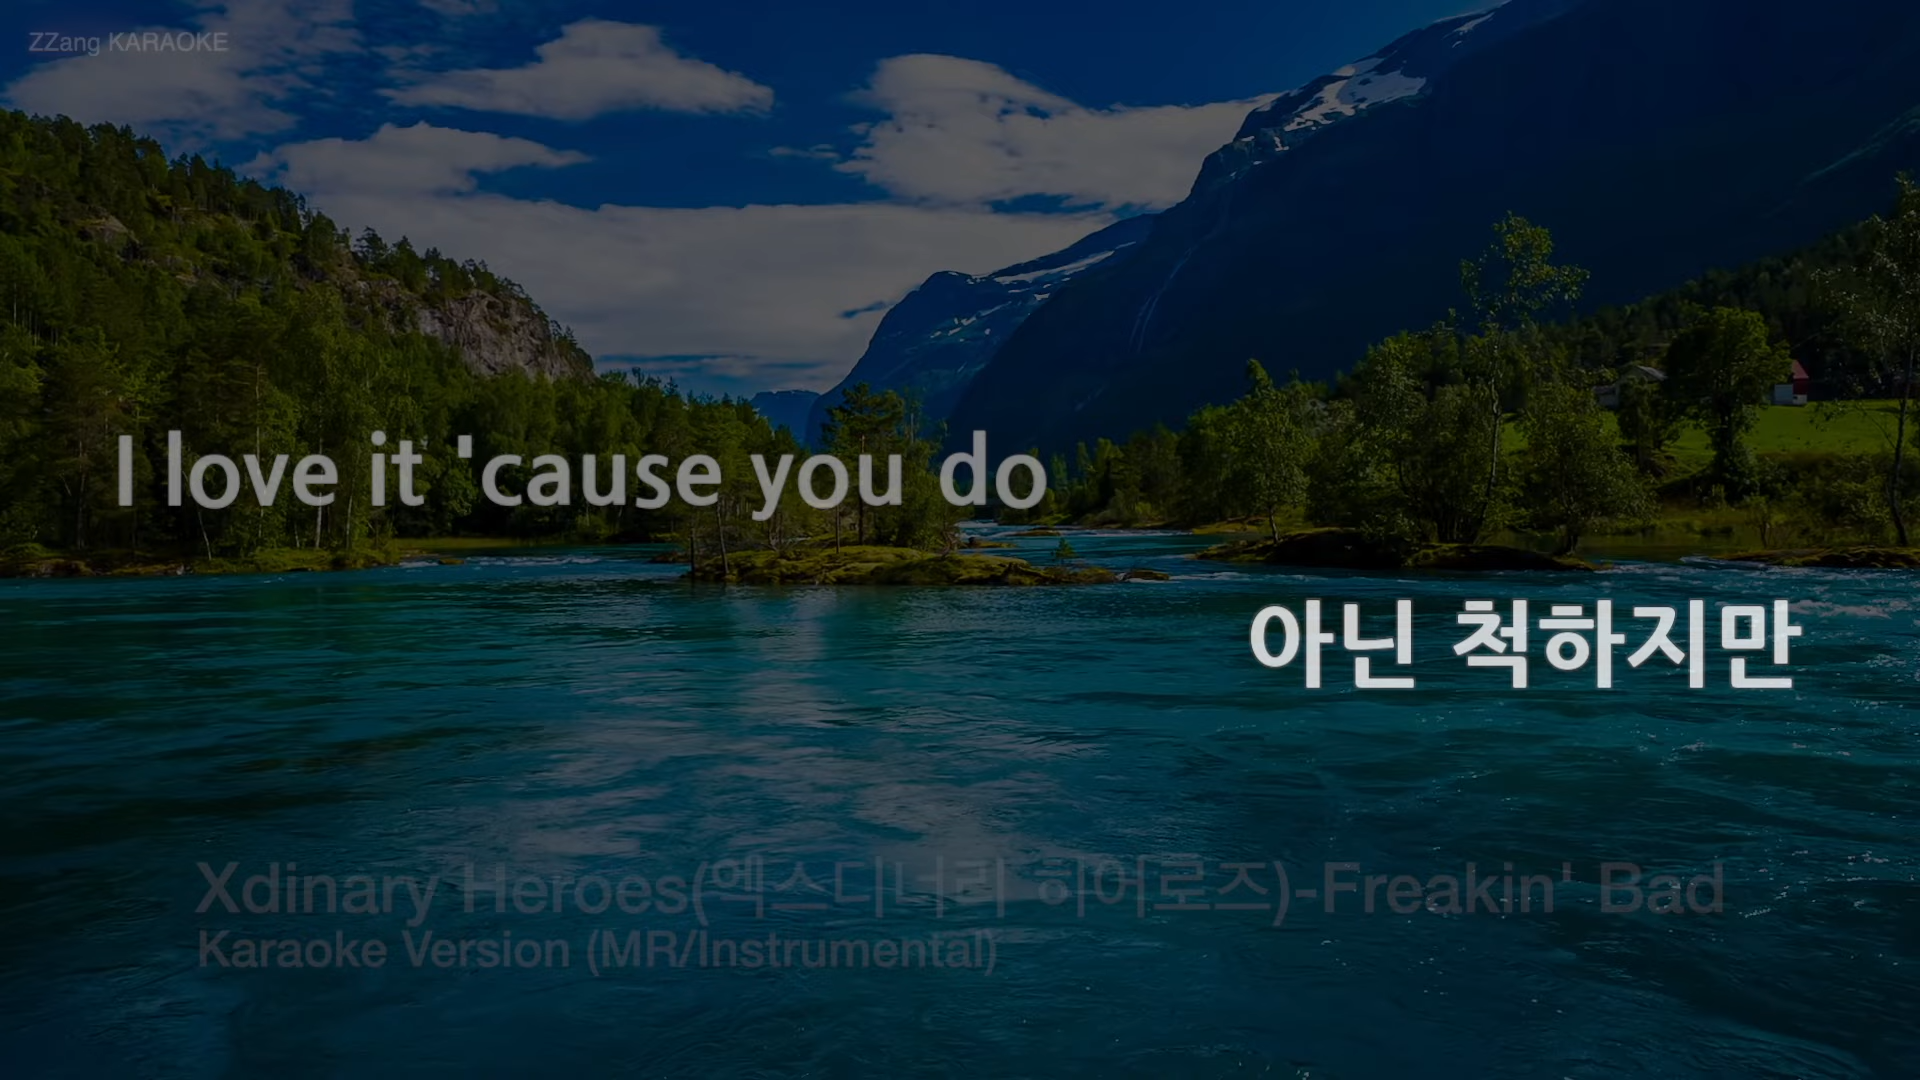 ZZang KARAOKE
I love it 'cause you do
아닌 척하지만
Xdinary Heroes(엑스디너리 히어로즈)-Freakin' Bad
Karaoke Version (MR/Instrumental)